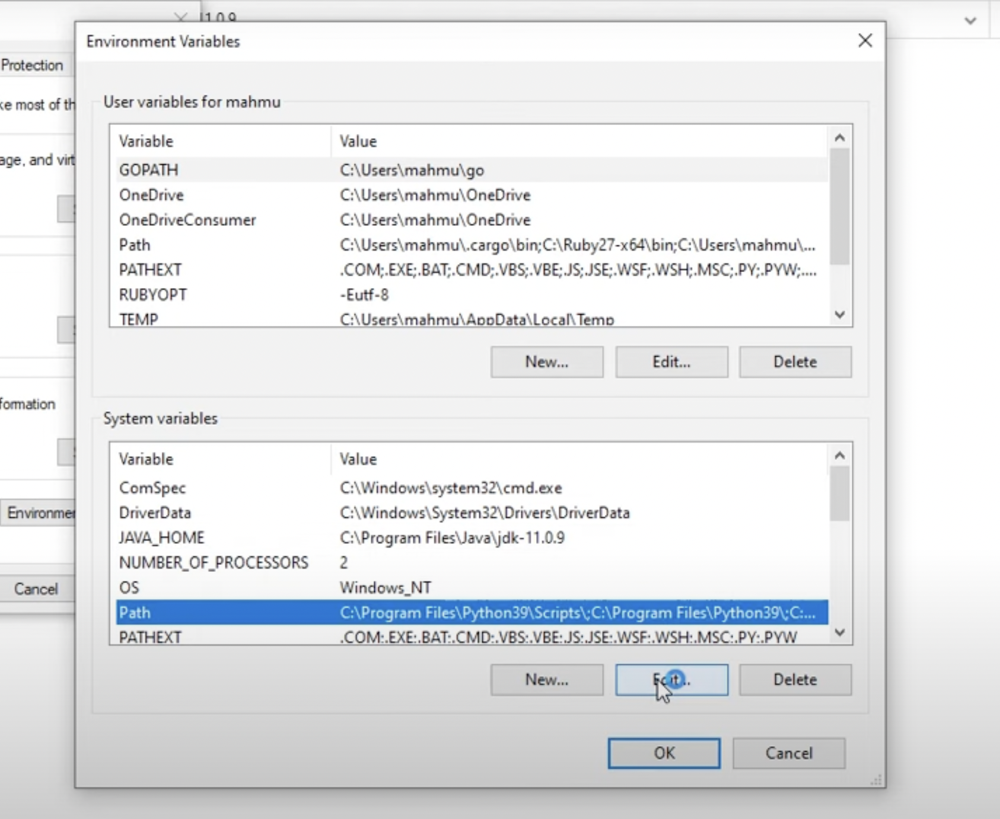 1.0.9
Environment Variables
Protection
ke most of th
age, and virt
formation
Environmen
Cancel
User variables for mahmu
Variable Value
GOPATH C:\Users\mahmu\go
OneDrive C:\Users\mahmu\OneDrive
OneDriveConsumer C:\Users\mahmu\OneDrive
Path C:\Users\mahmu\.cargo\bin;C:\Ruby27-x64\bin;C:\Users\mahmu\...
PATHEXT .COM;.EXE;.BAT;.CMD;.VBS;.VBE;.JS;.JSE;.WSF;.WSH;.MSC;.PY;.PYW;....
RUBYOPT -Eutf-8
TEMP C:\Users\mahmu\AppData\Local\Temp
New... Edit... Delete
System variables
Variable Value
ComSpec C:\Windows\system32\cmd.exe
DriverData C:\Windows\System32\Drivers\DriverData
JAVA_HOME C:\Program Files\Java\jdk-11.0.9
NUMBER_OF_PROCESSORS 2
OS Windows_NT
Path C:\Program Files\Python39\Scripts\;C:\Program Files\Python39\;C:...
PATHEXT .COM;.EXE;.BAT;.CMD;.VBS;.VBE;.JS;.JSE;.WSF;.WSH;.MSC;.PY;.PYW
New... Edit... Delete
OK Cancel